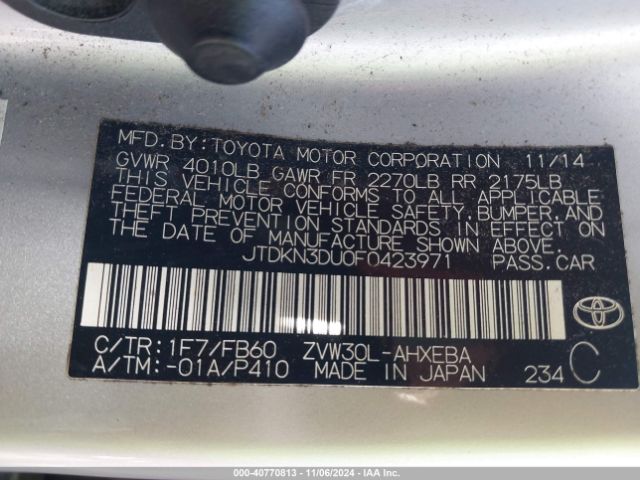 MFD. BY: TOYOTA MOTOR CORPORATION 11/14
GVWR 4010LB GAWR FR 2270LB RR 2175LB
THIS VEHICLE CONFORMS TO ALL APPLICABLE
FEDERAL MOTOR VEHICLE SAFETY, BUMPER, AND
THEFT PREVENTION STANDARDS IN EFFECT ON
THE DATE OF MANUFACTURE SHOWN ABOVE.
JTDKN3DU0F0423971 PASS. CAR
C/TR: 1F7/FB60 ZVW30L-AHXEBA
A/TM: -01A/P410 MADE IN JAPAN 234 C
000-40770813 - 11/06/2024 - IAA Inc.